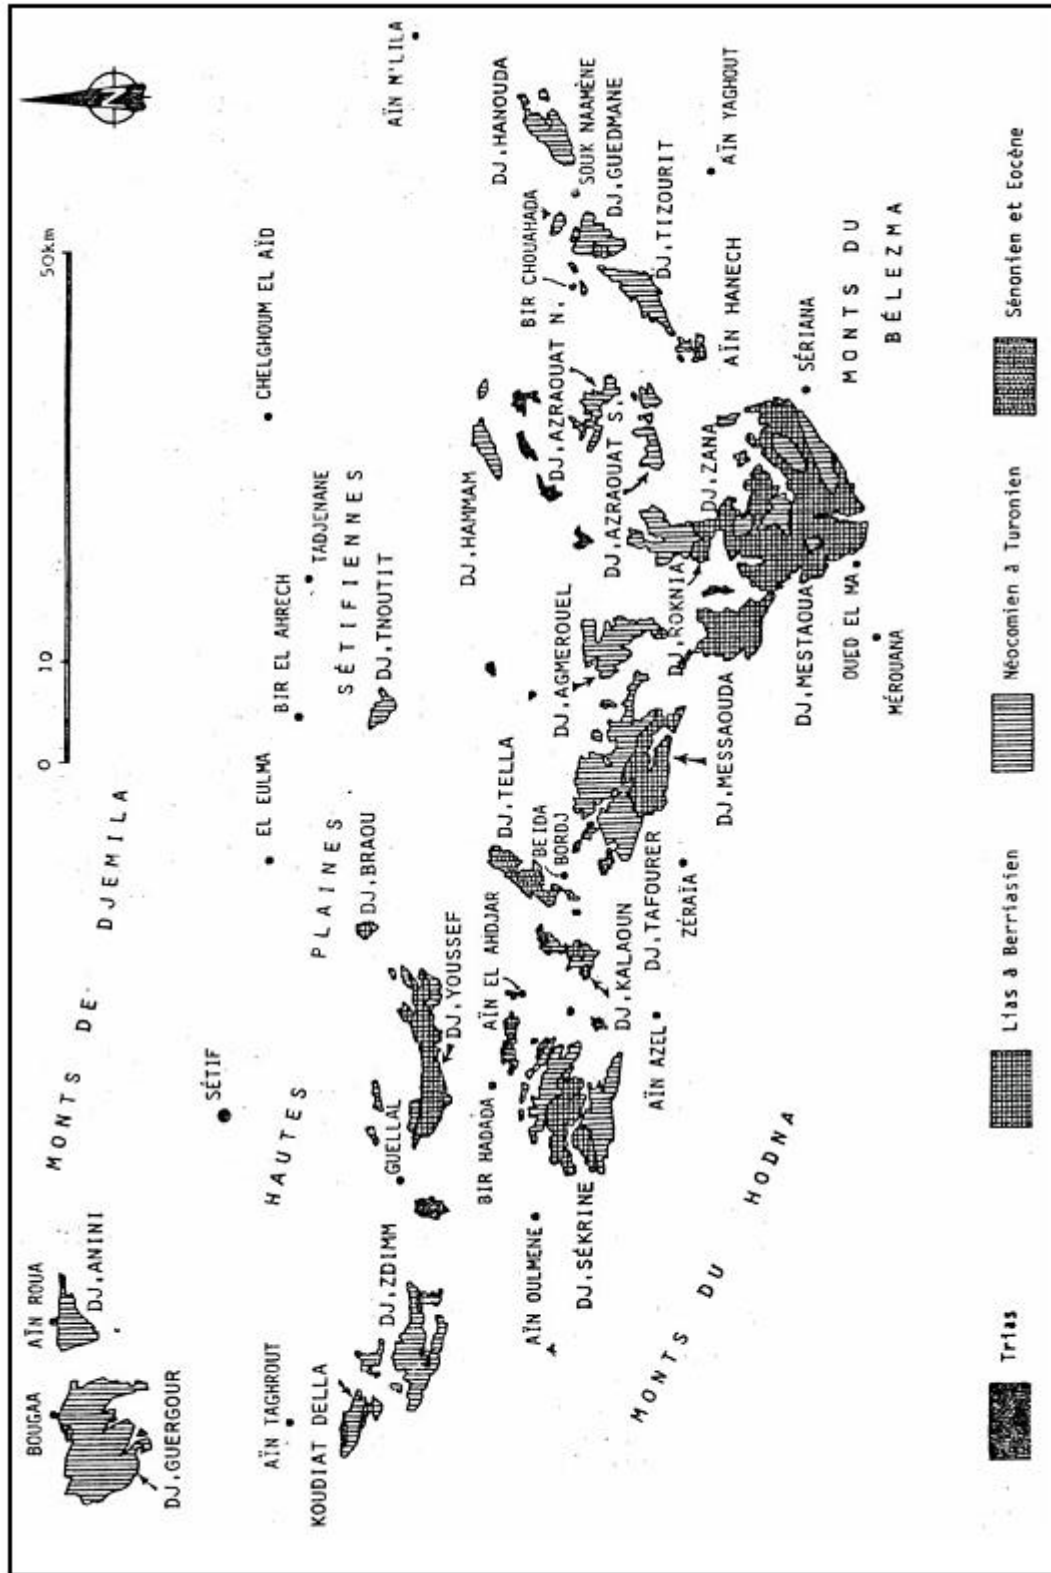 N
0
10
50km
BOUGAA
AÏN ROUA
DJ.ANINI
DJ.GUERGOUR
MONTS DE DJEMILA
SÉTIF
EL EULMA
BIR EL AHRECH
TADJENANE
CHELGHOUM EL AÏD
AÏN M'LILA
AÏN TAGHROUT
HAUTES PLAINES SÉTIFIENNES
KOUDIAT DELLA
DJ.ZDIMM
GUELLAL
DJ.YOUSSEF
DJ.BRAOU
DJ.TNOUTIT
DJ.HAMMAM
DJ.HANOUDA
BIR HADADA
AÏN EL AHDJAR
DJ.TELLA
BEIDA
BORDJ
DJ.AGMEROUEL
DJ.AZRAOUAT N.
DJ.AZRAOUAT S.
BIR CHOUAHADA
SOUK NAAMÈNE
DJ.GUEDMANE
DJ.TIZOURIT
AÏN OULMENE
DJ.SÉKRINE
DJ.KALAOUN
DJ.TAFOURER
AÏN AZEL
ZÉRAÏA
DJ.MESSAOUDA
DJ.ROKNIA
DJ.ZANA
AÏN HANECH
AÏN YAGHOUT
DJ.MESTAOUA
OUED EL MA
MÉROUANA
SÉRIANA
MONTS DU HODNA
MONTS DU
BÉLEZMA
Trias
Lias à Berriasien
Néocomien à Turonien
Sénonien et Eocène